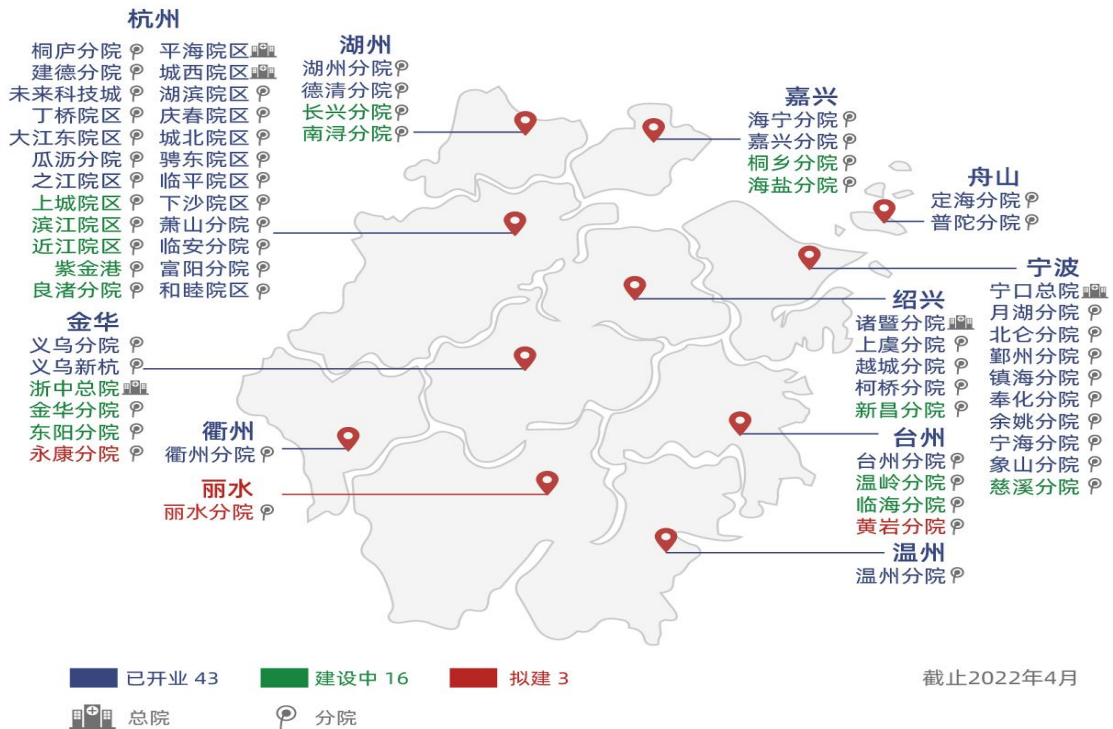 杭州
桐庐分院 平海院区
建德分院 城西院区
未来科技城 湖滨院区
丁桥院区 庆春院区
大江东院区 城北院区
瓜沥分院 骋东院区
之江院区 临平院区
上城院区 下沙院区
滨江院区 萧山分院
近江院区 临安分院
紫金港 富阳分院
良渚分院 和睦院区
湖州
湖州分院
德清分院
长兴分院
南浔分院
嘉兴
海宁分院
嘉兴分院
桐乡分院
海盐分院
舟山
定海分院
普陀分院
宁波
宁口总院
月湖分院
北仑分院
鄞州分院
镇海分院
奉化分院
余姚分院
宁海分院
象山分院
慈溪分院
绍兴
诸暨分院
上虞分院
越城分院
柯桥分院
新昌分院
金华
义乌分院
义乌新杭
浙中总院
金华分院
东阳分院
永康分院
衢州
衢州分院
丽水
丽水分院
台州
台州分院
温岭分院
临海分院
黄岩分院
温州
温州分院
已开业 43 建设中 16 拟建 3
截止2022年4月
总院 分院